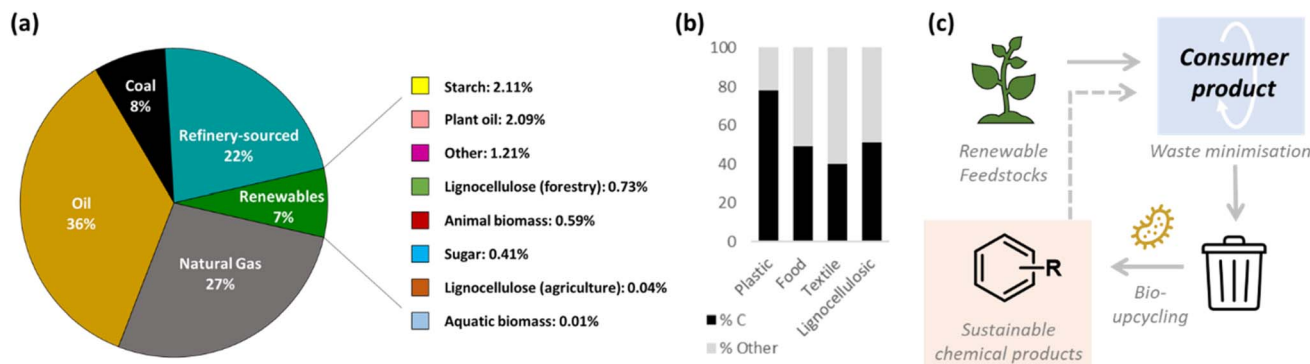 (a)
Coal
8%
Refinery-sourced
22%
Renewables
7%
Oil
36%
Natural Gas
27%
Starch: 2.11%
Plant oil: 2.09%
Other: 1.21%
Lignocellulose (forestry): 0.73%
Animal biomass: 0.59%
Sugar: 0.41%
Lignocellulose (agriculture): 0.04%
Aquatic biomass: 0.01%
(b)
100
80
60
40
20
0
Plastic
Food
Textile
Lignocellulosic
% C
% Other
(c)
Consumer
product
Renewable
Feedstocks
Waste minimisation
R
Bio-
upcycling
Sustainable
chemical products